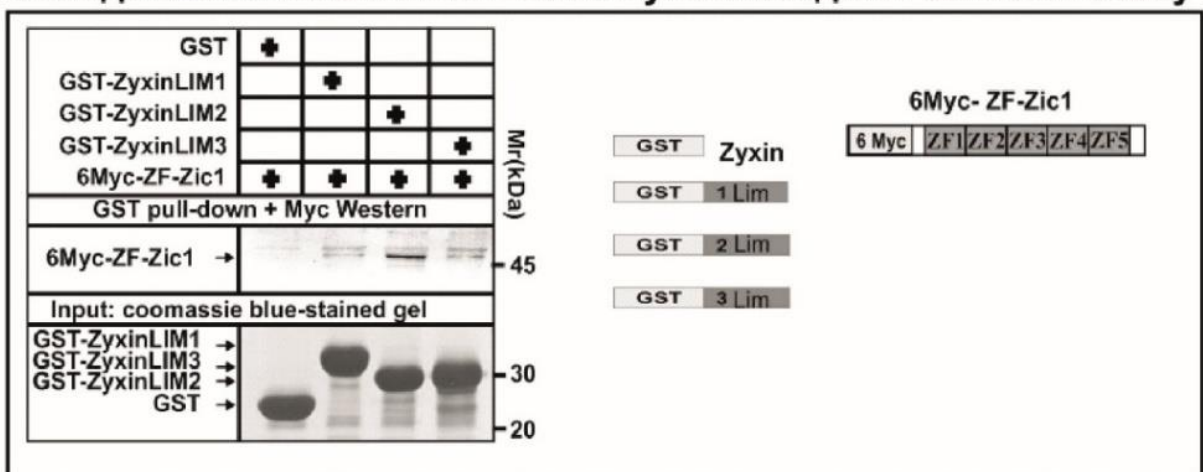 GST
GST-ZyxinLIM1
GST-ZyxinLIM2
GST-ZyxinLIM3
6Myc-ZF-Zic1
GST pull-down + Myc Western
6Myc-ZF-Zic1
Input: coomassie blue-stained gel
GST-ZyxinLIM1
GST-ZyxinLIM3
GST-ZyxinLIM2
GST
Mr(kDa)
45
30
20
GST Zyxin
GST 1 Lim
GST 2 Lim
GST 3 Lim
6Myc- ZF-Zic1
6 Myc ZF1 ZF2 ZF3 ZF4 ZF5